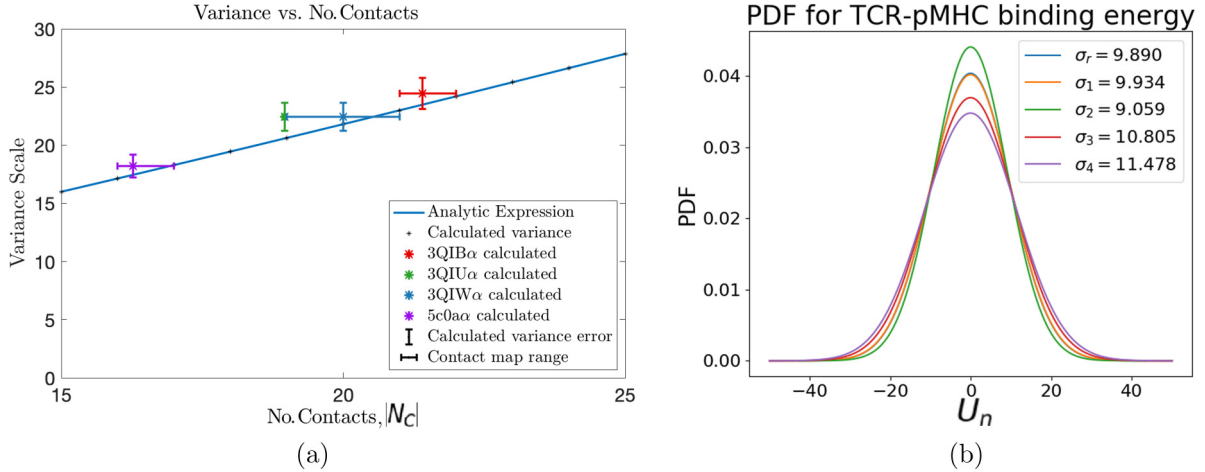 Variance vs. No.Contacts
30
25
20
15
10
5
0
15
20
25
Variance Scale
No.Contacts, |N_C|
Analytic Expression
Calculated variance
3QIBα calculated
3QIUα calculated
3QIWα calculated
5c0aα calculated
Calculated variance error
Contact map range
(a)
PDF for TCR-pMHC binding energy
0.04
0.03
0.02
0.01
0.00
−40
−20
0
20
40
PDF
U_n
σ_r = 9.890
σ_1 = 9.934
σ_2 = 9.059
σ_3 = 10.805
σ_4 = 11.478
(b)